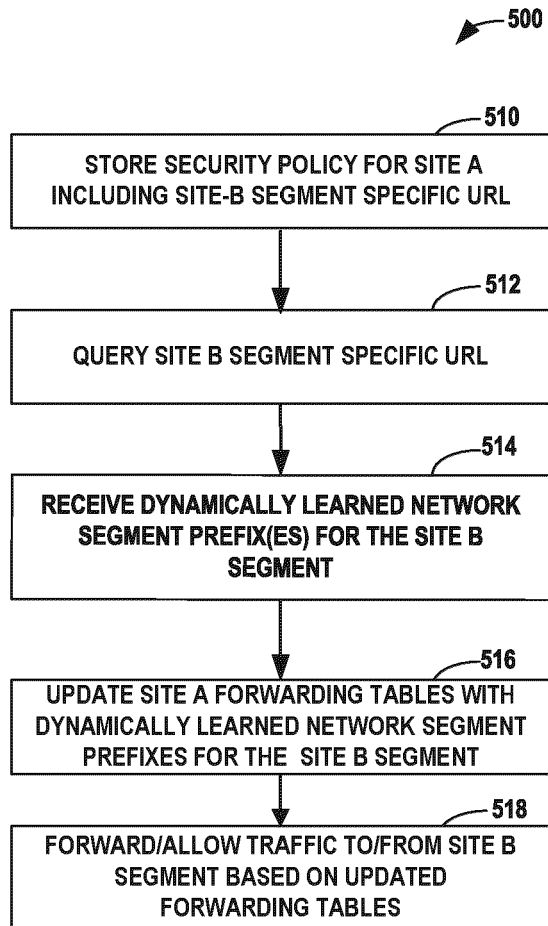 500
510
STORE SECURITY POLICY FOR SITE A
INCLUDING SITE-B SEGMENT SPECIFIC URL
512
QUERY SITE B SEGMENT SPECIFIC URL
514
RECEIVE DYNAMICALLY LEARNED NETWORK
SEGMENT PREFIX(ES) FOR THE SITE B
SEGMENT
516
UPDATE SITE A FORWARDING TABLES WITH
DYNAMICALLY LEARNED NETWORK SEGMENT
PREFIXES FOR THE SITE B SEGMENT
518
FORWARD/ALLOW TRAFFIC TO/FROM SITE B
SEGMENT BASED ON UPDATED
FORWARDING TABLES